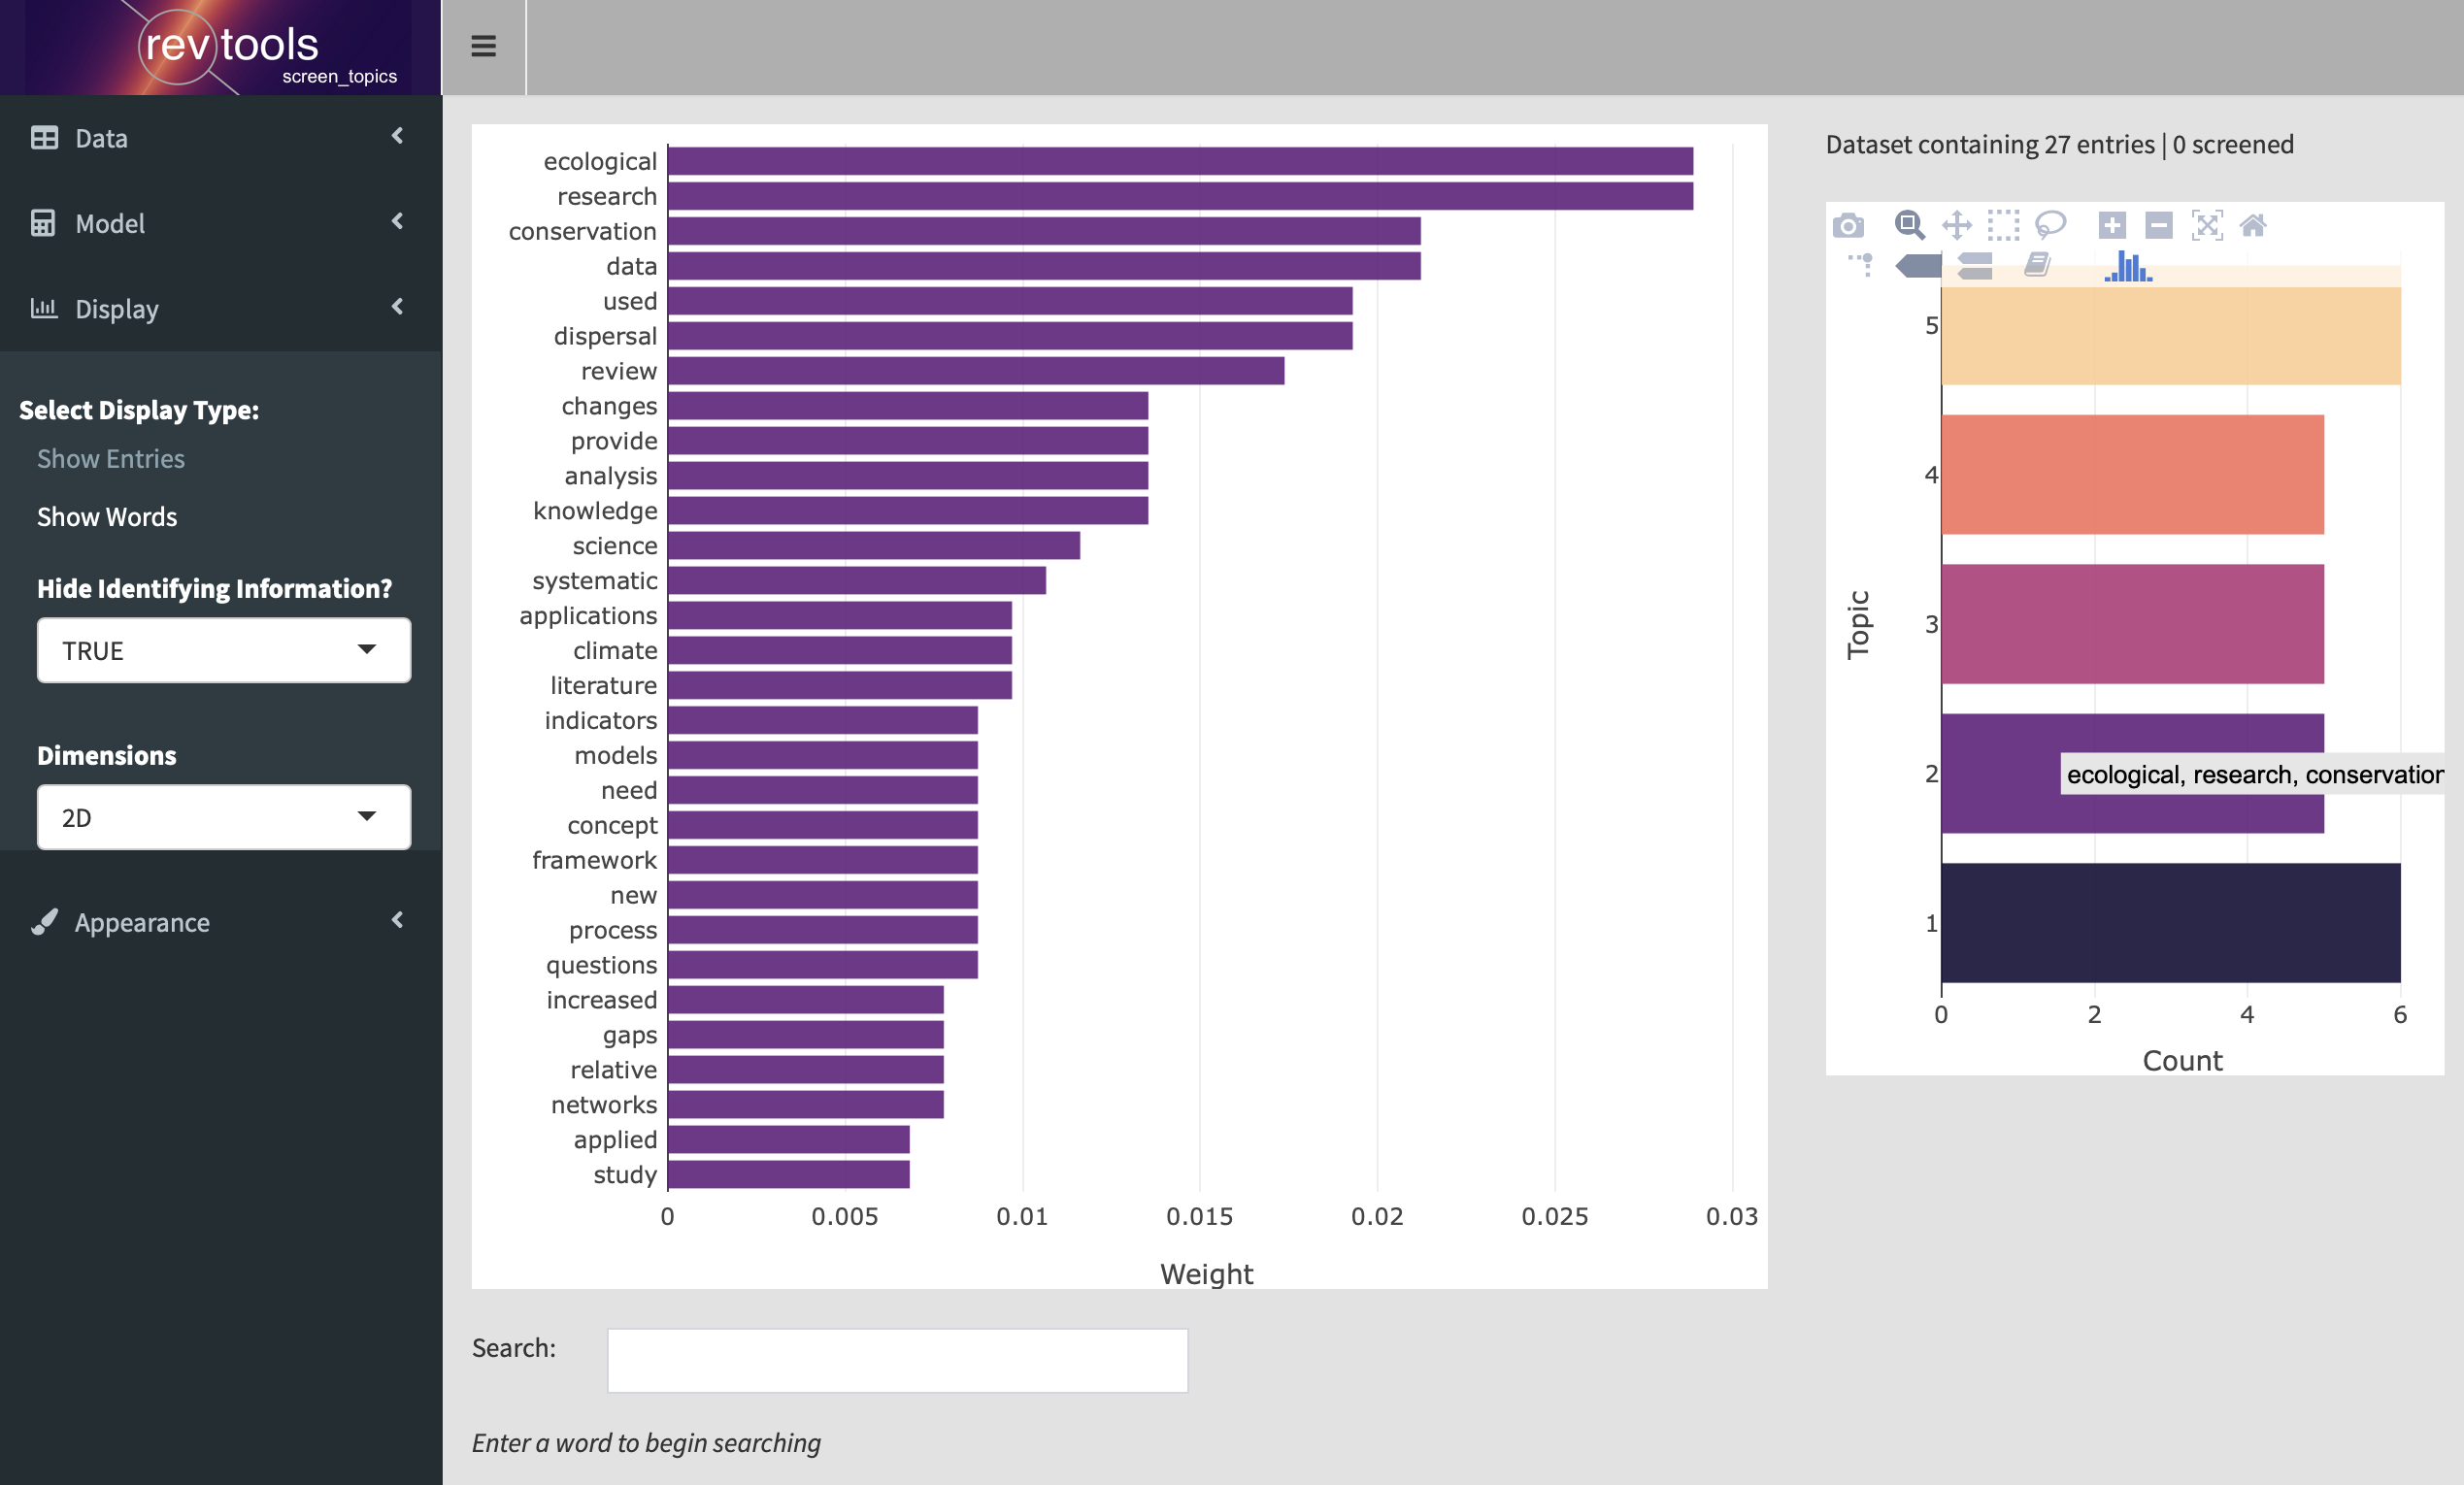 rev tools
screen_topics
Data
Model
Display
Select Display Type:
Show Entries
Show Words
Hide Identifying Information?
TRUE
Dimensions
2D
Appearance
ecological
research
conservation
data
used
dispersal
review
changes
provide
analysis
knowledge
science
systematic
applications
climate
literature
indicators
models
need
concept
framework
new
process
questions
increased
gaps
relative
networks
applied
study
0 0.005 0.01 0.015 0.02 0.025 0.03
Weight
Search:
Enter a word to begin searching
Dataset containing 27 entries | 0 screened
5
4
3
2
1
Topic
ecological, research, conservation
0 2 4 6
Count